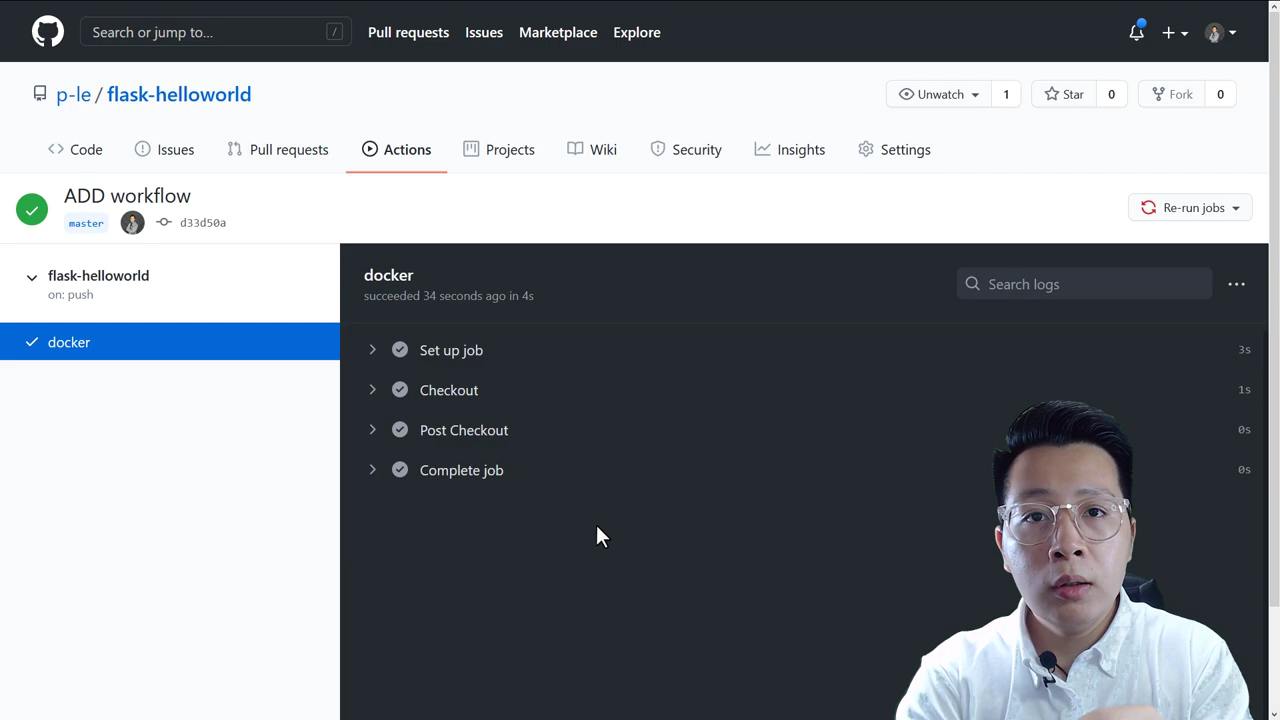 Search or jump to... /
Pull requests Issues Marketplace Explore
p-le / flask-helloworld
Unwatch 1 Star 0 Fork 0
Code Issues Pull requests Actions Projects Wiki Security Insights Settings
ADD workflow
master d33d50a
Re-run jobs
flask-helloworld
on: push
docker
docker
succeeded 34 seconds ago in 4s
Search logs
Set up job 3s
Checkout 1s
Post Checkout 0s
Complete job 0s